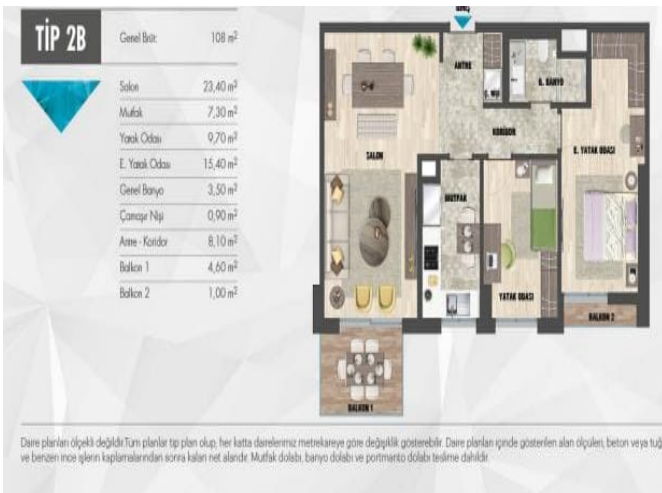 TİP 2B
Genel Brüt: 108 m²
Salon 23,40 m²
Mutfak 7,30 m²
Yatak Odası 9,70 m²
E. Yatak Odası 15,40 m²
Genel Banyo 3,50 m²
Çamaşır Nişi 0,90 m²
Antre - Koridor 8,10 m²
Balkon 1 4,60 m²
Balkon 2 1,00 m²
GİRİŞ
ANTRE
Ç. NİŞİ
G. BANYO
KORİDOR
SALON
E. YATAK ODASI
MUTFAK
YATAK ODASI
BALKON 2
BALKON 1
Daire planları ölçekli değildir. Tüm planlar tip plan olup, her katta dairelerimiz metrekareye göre değişiklik gösterebilir. Daire planları içinde gösterilen alan ölçüleri, beton veya tuğ
ve benzeri ince işlerin kaplamalarından sonra kalan net alandır. Mutfak dolabı, banyo dolabı ve portmanto dolabı teslime dahildir.